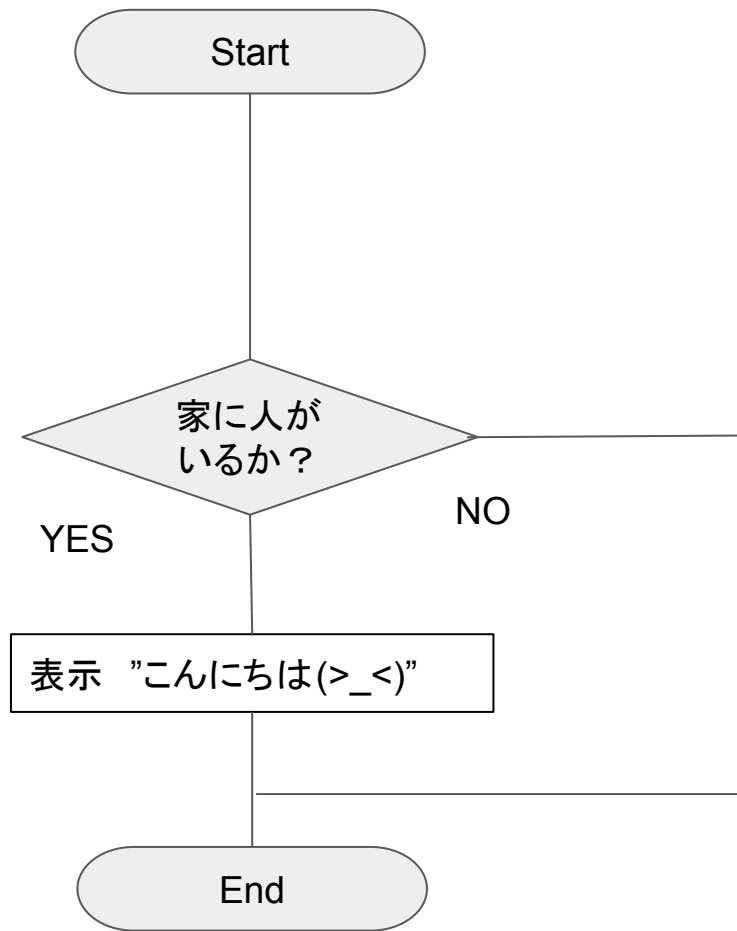 Start
家に人が
いるか？
NO
YES
表示　”こんにちは(>_<)”
End